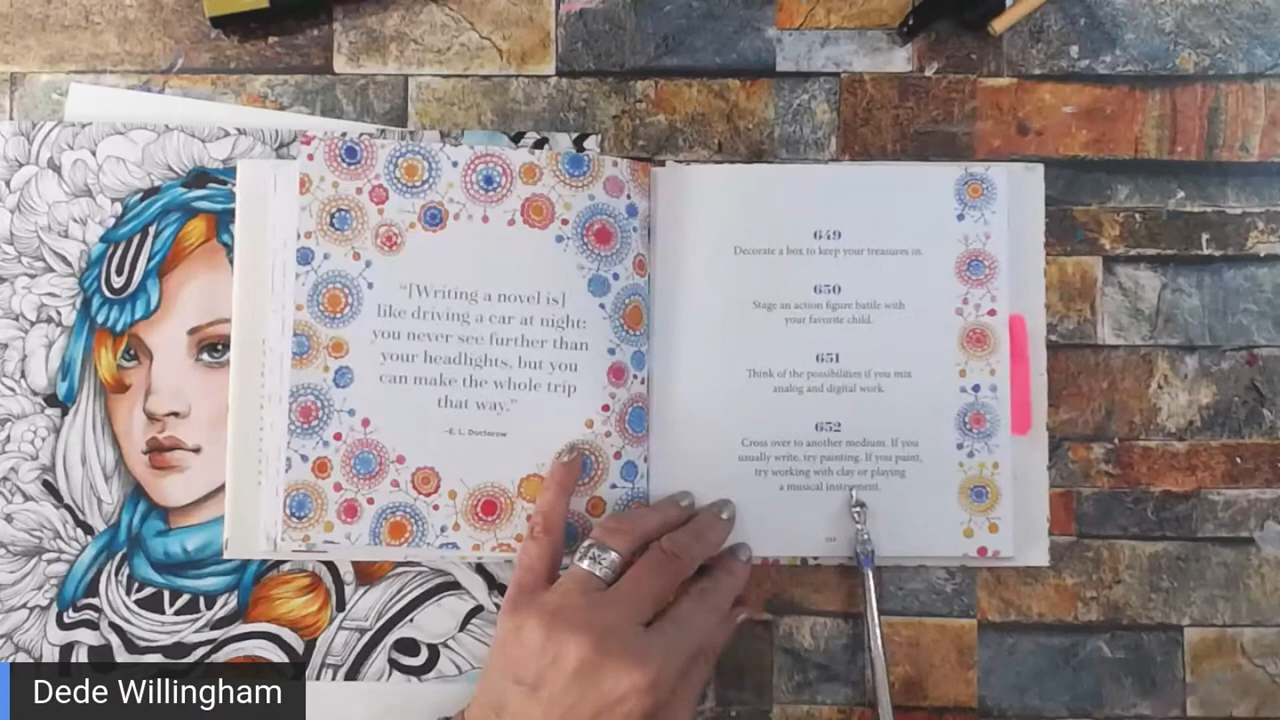 “[Writing a novel is]
like driving a car at night:
you never see further than
your headlights, but you
can make the whole trip
that way.”
–E. L. Doctorow
649
Decorate a box to keep your treasures in.
650
Stage an action figure battle with
your favorite child.
651
Think of the possibilities if you mix
analog and digital work.
652
Cross over to another medium. If you
usually write, try painting. If you paint,
try working with clay or playing
a musical instrument.
Dede Willingham